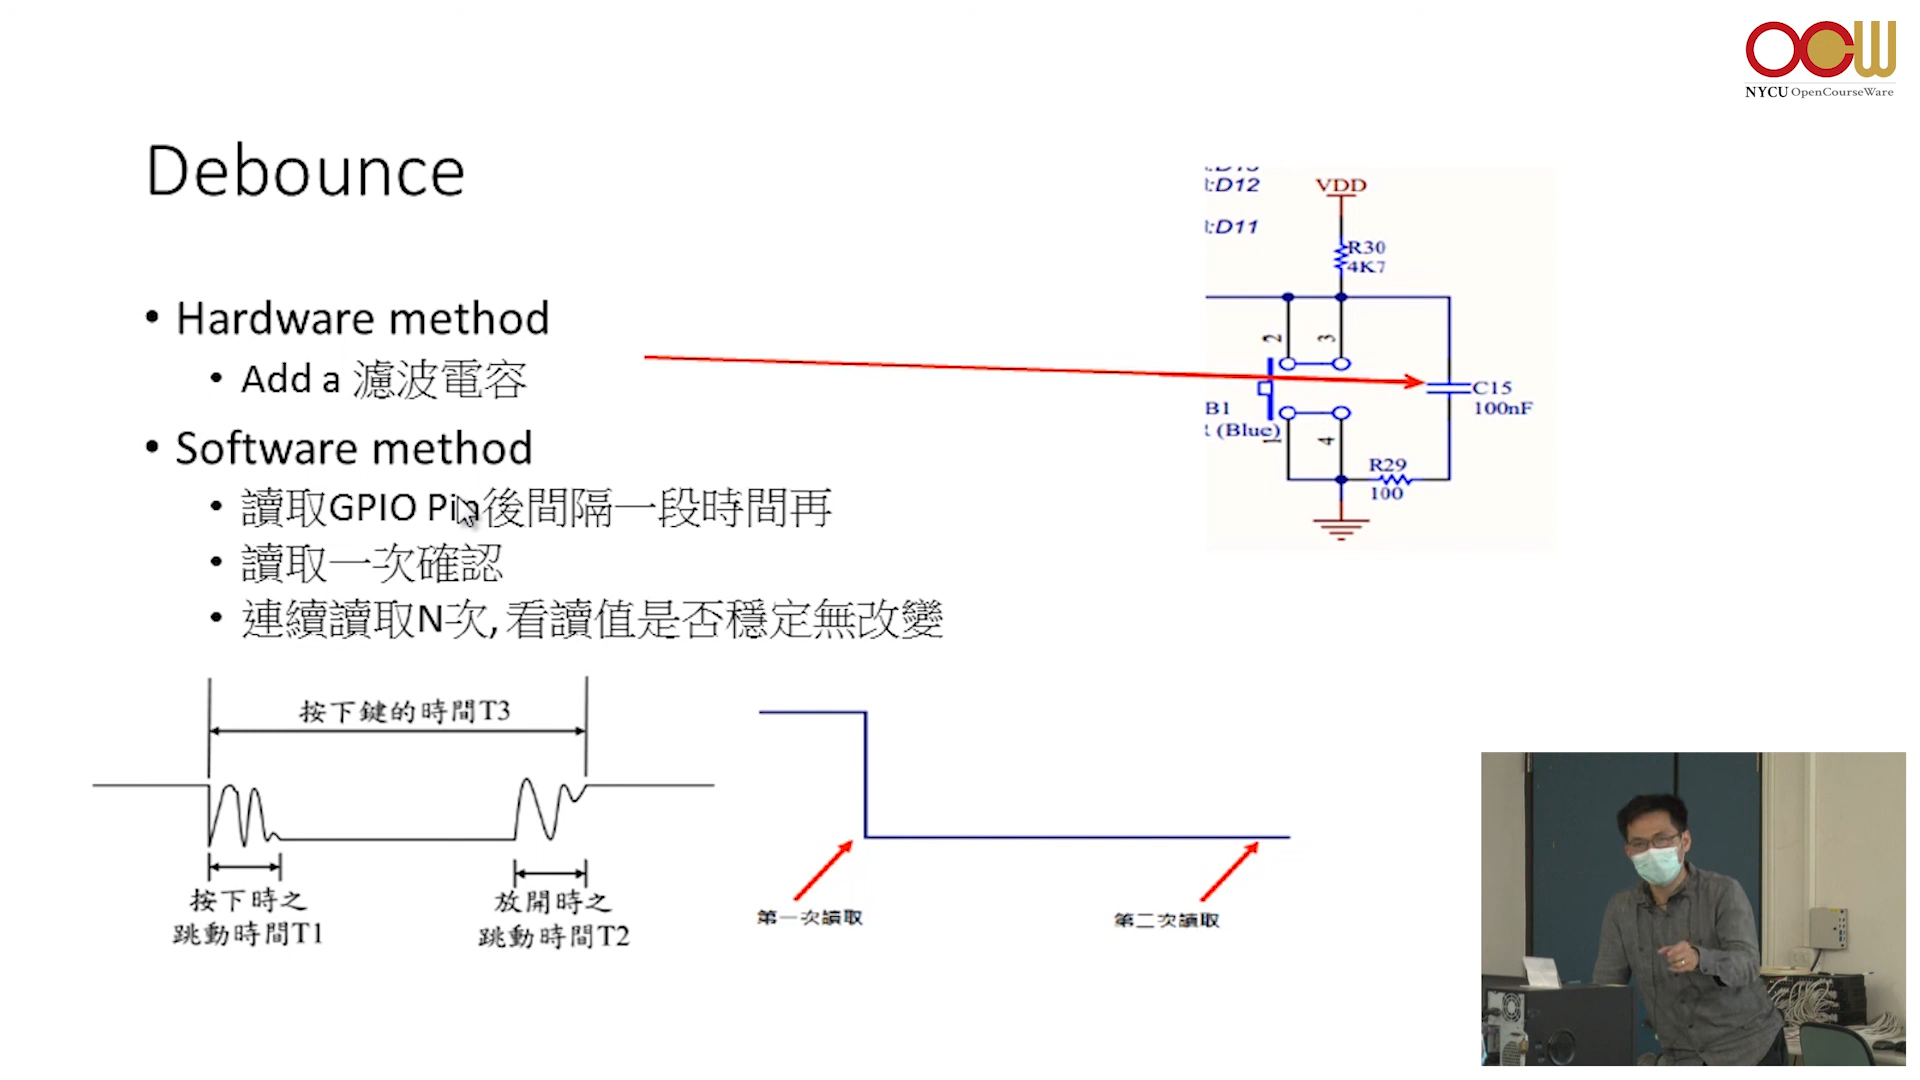 OCW
NYCU OpenCourseWare
Debounce
• Hardware method
• Add a 濾波電容
• Software method
• 讀取GPIO Pin後間隔一段時間再
• 讀取一次確認
• 連續讀取N次, 看讀值是否穩定無改變
:D12
:D11
VDD
R30
4K7
2
3
C15
100nF
B1
(Blue)
1
4
R29
100
按下鍵的時間T3
按下時之
跳動時間T1
放開時之
跳動時間T2
第一次讀取
第二次讀取